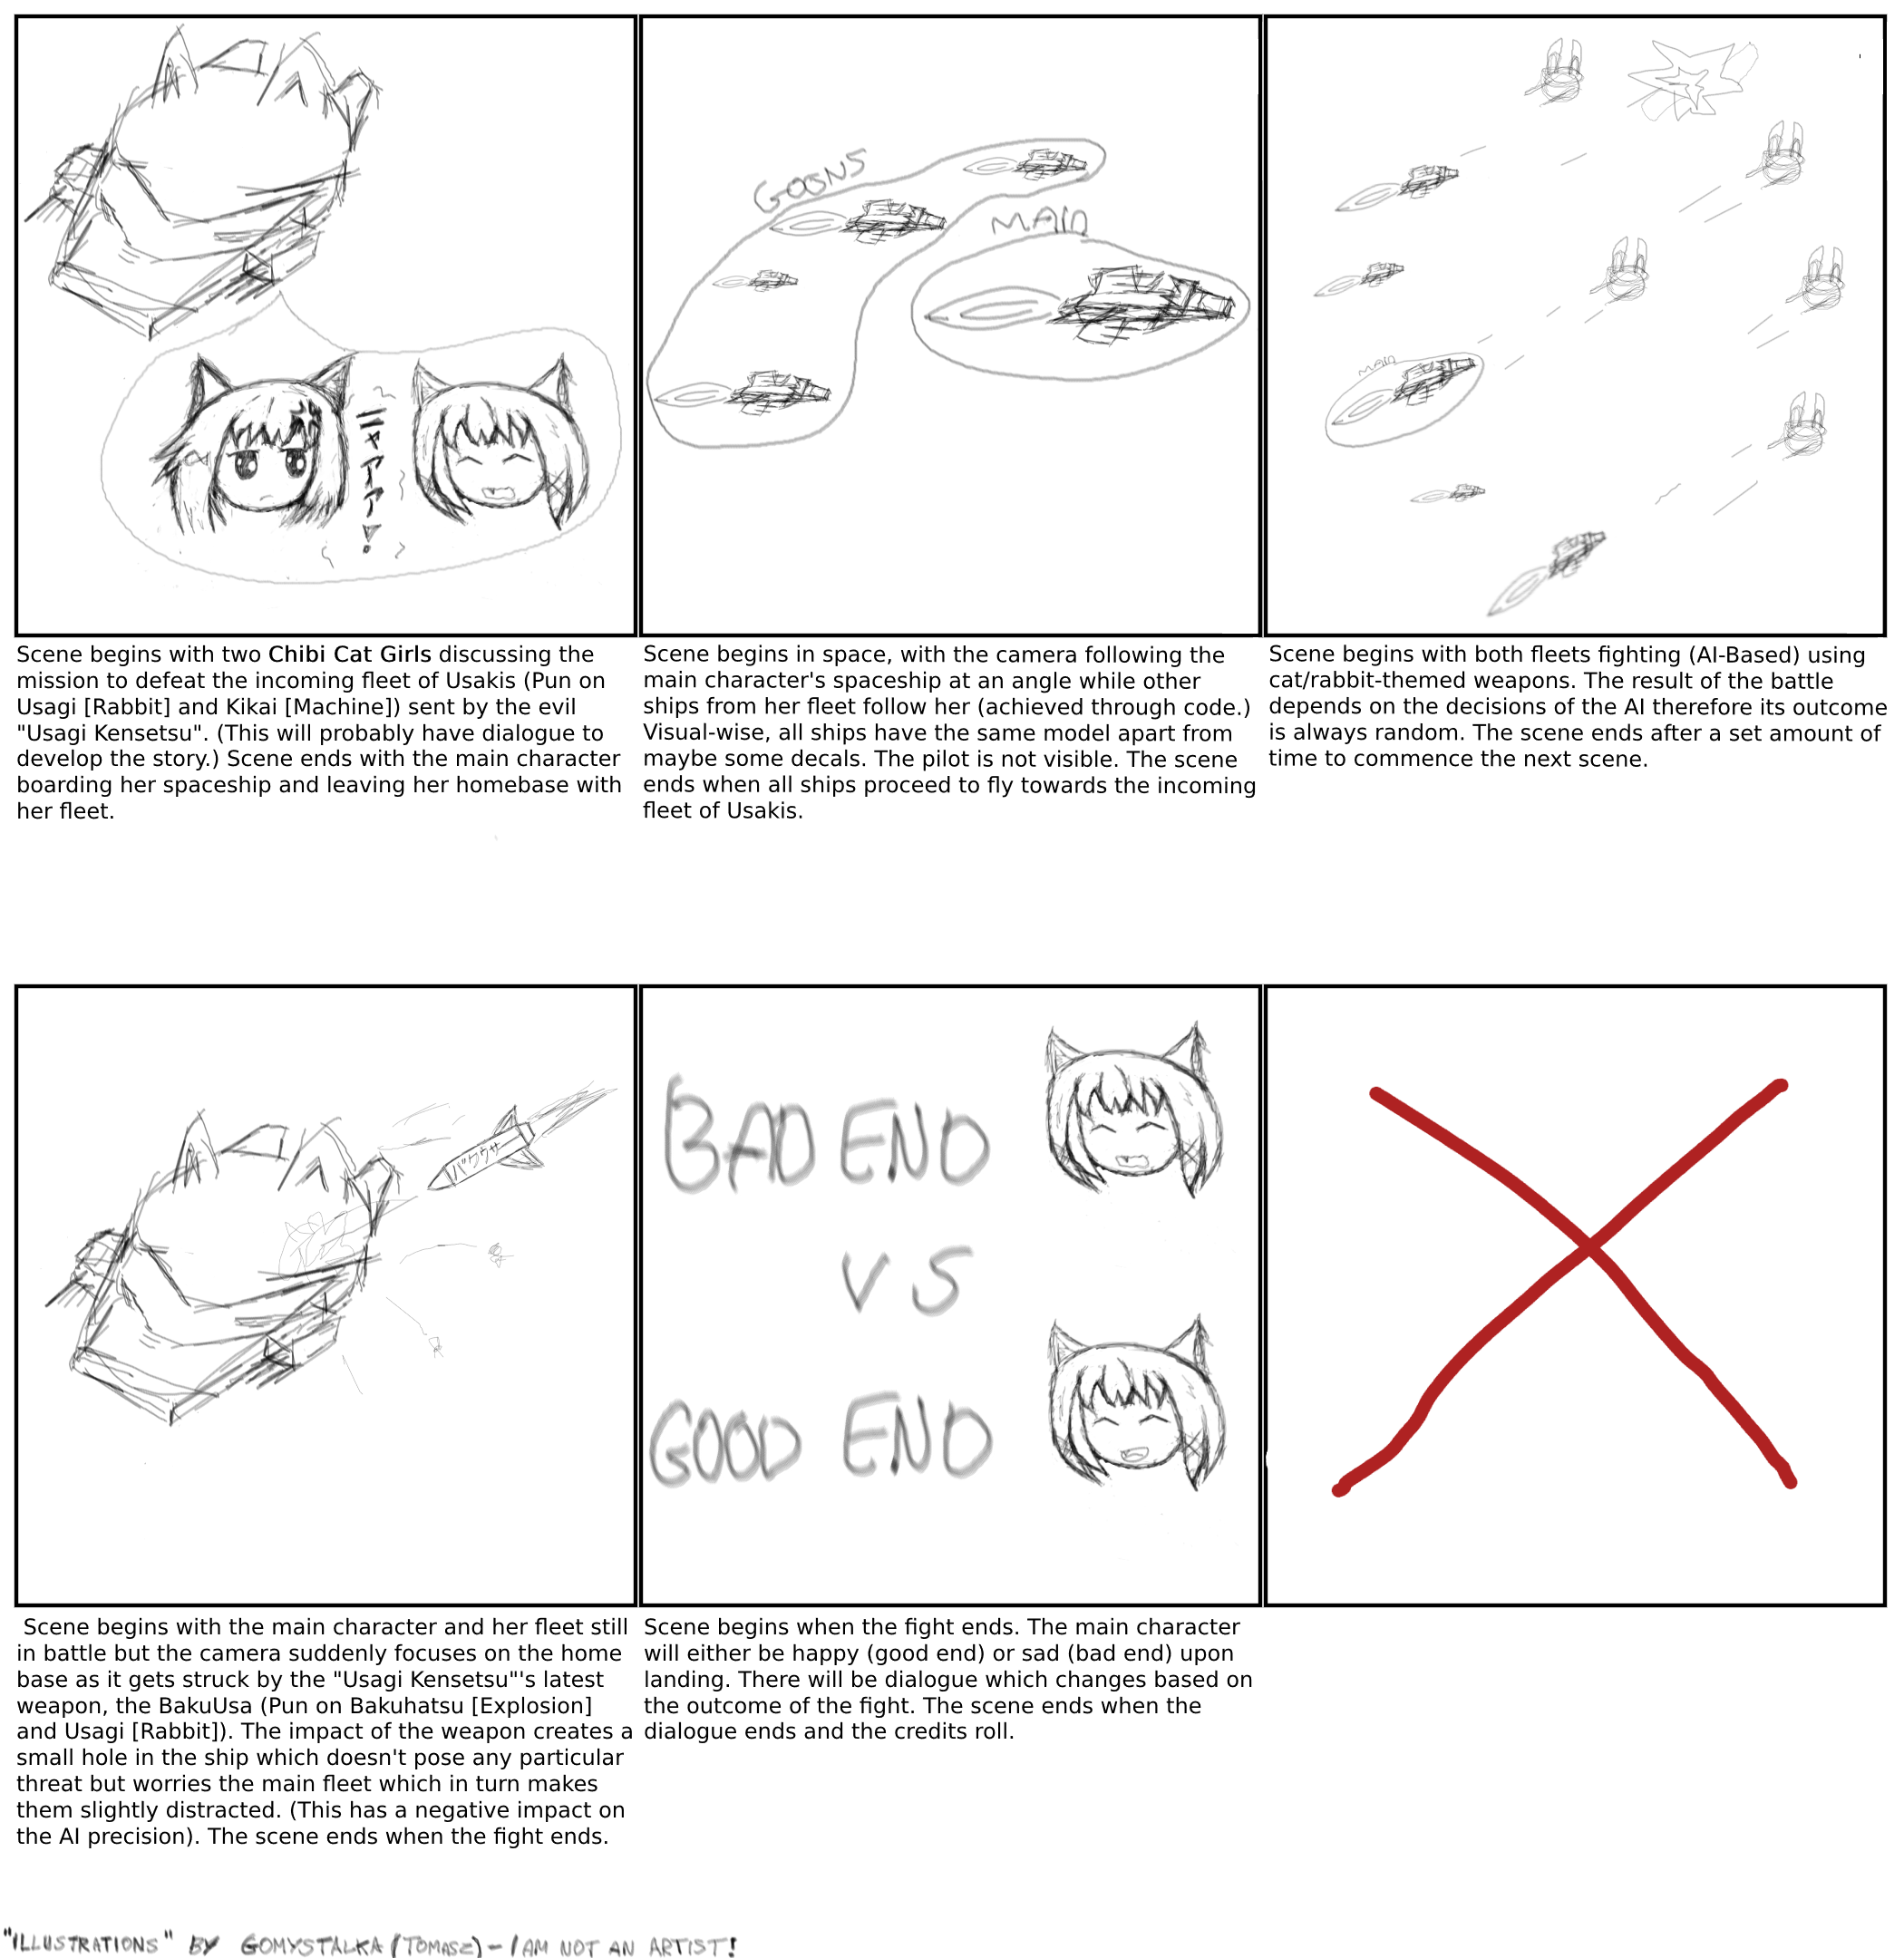 ニャアアア!
Scene begins with two Chibi Cat Girls discussing the
mission to defeat the incoming fleet of Usakis (Pun on
Usagi [Rabbit] and Kikai [Machine]) sent by the evil
"Usagi Kensetsu". (This will probably have dialogue to
develop the story.) Scene ends with the main character
boarding her spaceship and leaving her homebase with
her fleet.
GOONS
MAIN
Scene begins in space, with the camera following the
main character's spaceship at an angle while other
ships from her fleet follow her (achieved through code.)
Visual-wise, all ships have the same model apart from
maybe some decals. The pilot is not visible. The scene
ends when all ships proceed to fly towards the incoming
fleet of Usakis.
MAIN
Scene begins with both fleets fighting (AI-Based) using
cat/rabbit-themed weapons. The result of the battle
depends on the decisions of the AI therefore its outcome
is always random. The scene ends after a set amount of
time to commence the next scene.
Scene begins with the main character and her fleet still
in battle but the camera suddenly focuses on the home
base as it gets struck by the "Usagi Kensetsu"'s latest
weapon, the BakuUsa (Pun on Bakuhatsu [Explosion]
and Usagi [Rabbit]). The impact of the weapon creates a
small hole in the ship which doesn't pose any particular
threat but worries the main fleet which in turn makes
them slightly distracted. (This has a negative impact on
the AI precision). The scene ends when the fight ends.
BAD END
VS
GOOD END
Scene begins when the fight ends. The main character
will either be happy (good end) or sad (bad end) upon
landing. There will be dialogue which changes based on
the outcome of the fight. The scene ends when the
dialogue ends and the credits roll.
"ILLUSTRATIONS" BY GOMYSTALKA (TOMASZ) - I AM NOT AN ARTIST!